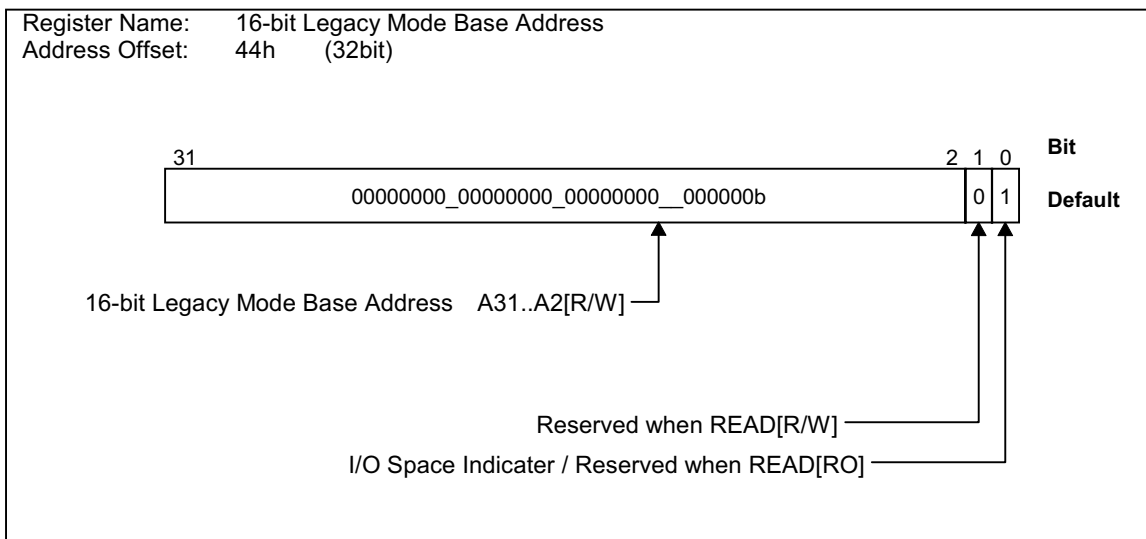 Register Name: 16-bit Legacy Mode Base Address
Address Offset: 44h (32bit)
31 2 1 0 Bit
00000000_00000000_00000000__000000b 0 1 Default
16-bit Legacy Mode Base Address A31..A2[R/W]
Reserved when READ[R/W]
I/O Space Indicater / Reserved when READ[RO]